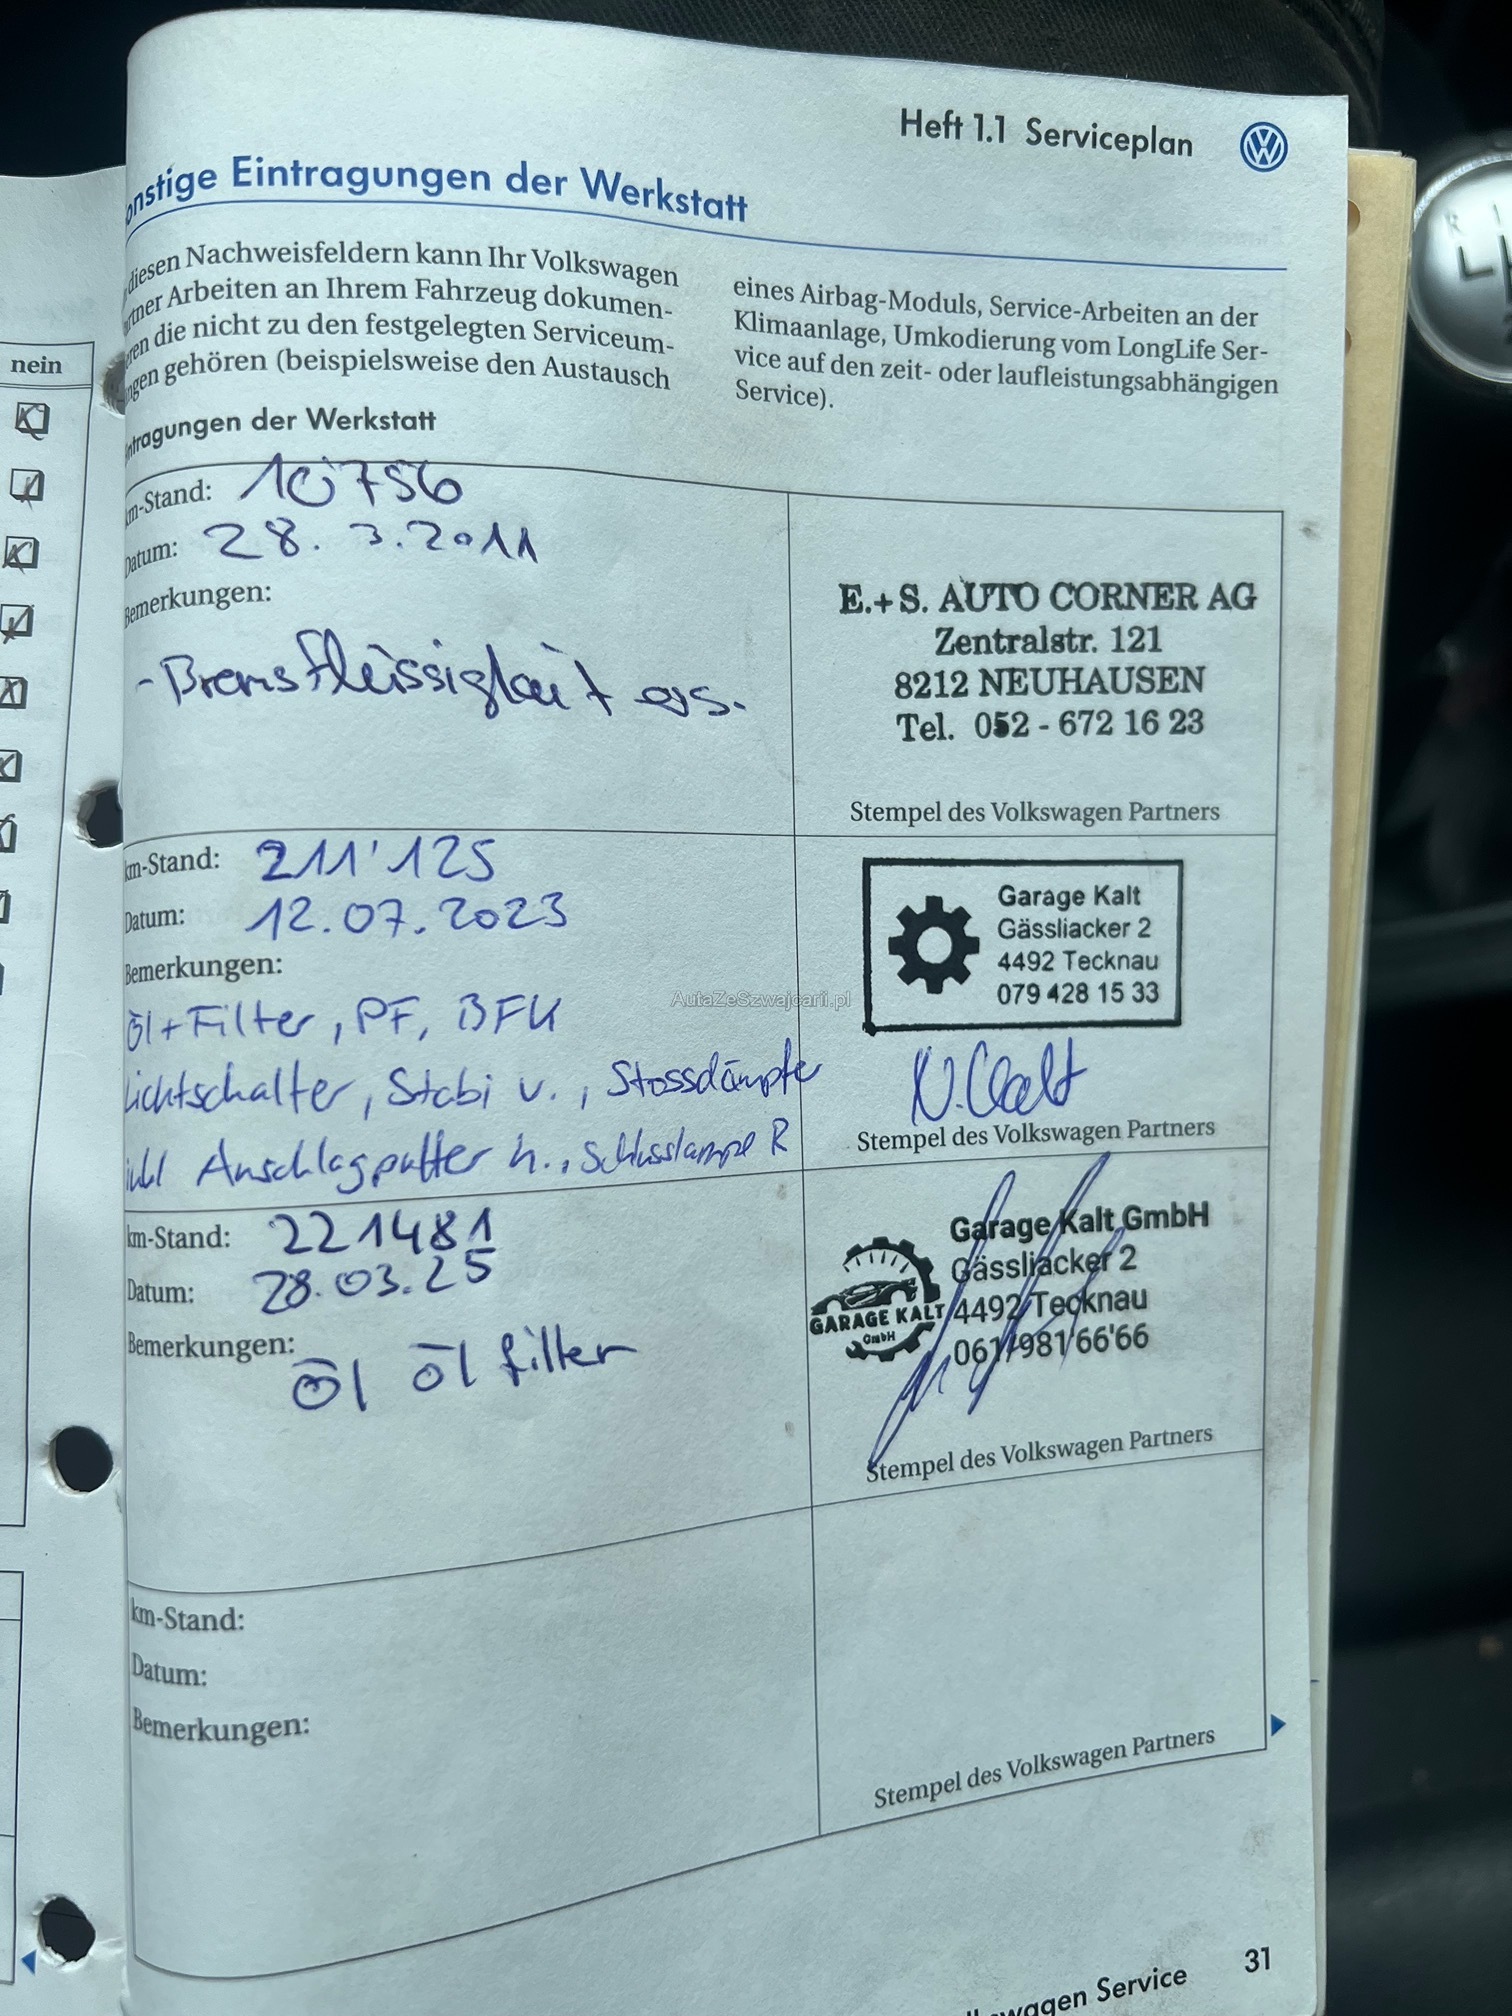 Heft 1.1 Serviceplan
onstige Eintragungen der Werkstatt
diesen Nachweisfeldern kann Ihr Volkswagen
rtner Arbeiten an Ihrem Fahrzeug dokumen-
ren die nicht zu den festgelegten Serviceum-
ngen gehören (beispielsweise den Austausch
eines Airbag-Moduls, Service-Arbeiten an der
Klimaanlage, Umkodierung vom LongLife Ser-
vice auf den zeit- oder laufleistungsabhängigen
Service).
nein
ntragungen der Werkstatt
km-Stand: 10756
Datum: 28.3.2011
Bemerkungen:
- Bremsflüssigkeit ers.
E.+S. AUTO CORNER AG
Zentralstr. 121
8212 NEUHAUSEN
Tel. 052 - 672 16 23
Stempel des Volkswagen Partners
km-Stand: 211'125
Datum: 12.07.2023
Bemerkungen:
Öl+Filter, PF, BFK
Lichtschalter, Stabi v., Stossdämpfer
inkl Anschlagpuffer h., Schlusslampe R
Garage Kalt
Gässliacker 2
4492 Tecknau
079 428 15 33
N. Kalt
Stempel des Volkswagen Partners
AutaZeSzwajcarii.pl
km-Stand: 221481
Datum: 28.03.25
Bemerkungen:
Öl Öl filter
Garage Kalt GmbH
Gässliacker 2
4492 Tecknau
061/981'66'66
GARAGE KALT
GmbH
Stempel des Volkswagen Partners
km-Stand:
Datum:
Bemerkungen:
Stempel des Volkswagen Partners
lkswagen Service 31